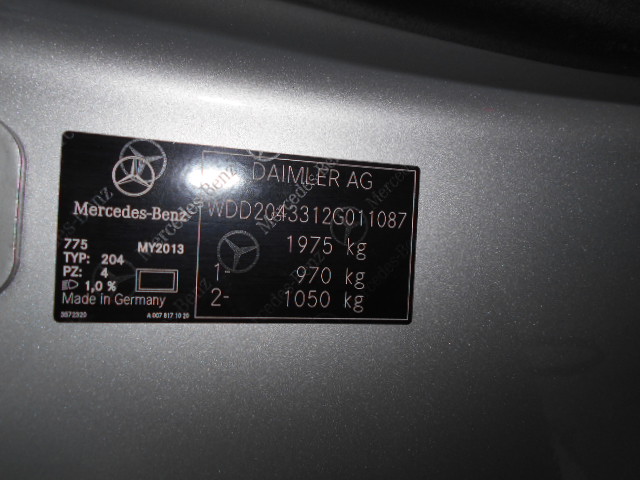 Mercedes-Benz
775 MY2013
TYP: 204
PZ: 4
1,0 %
Made in Germany
3572320 A 007 817 10 20
DAIMLER AG
WDD2043312G011087
1975 kg
1- 970 kg
2- 1050 kg